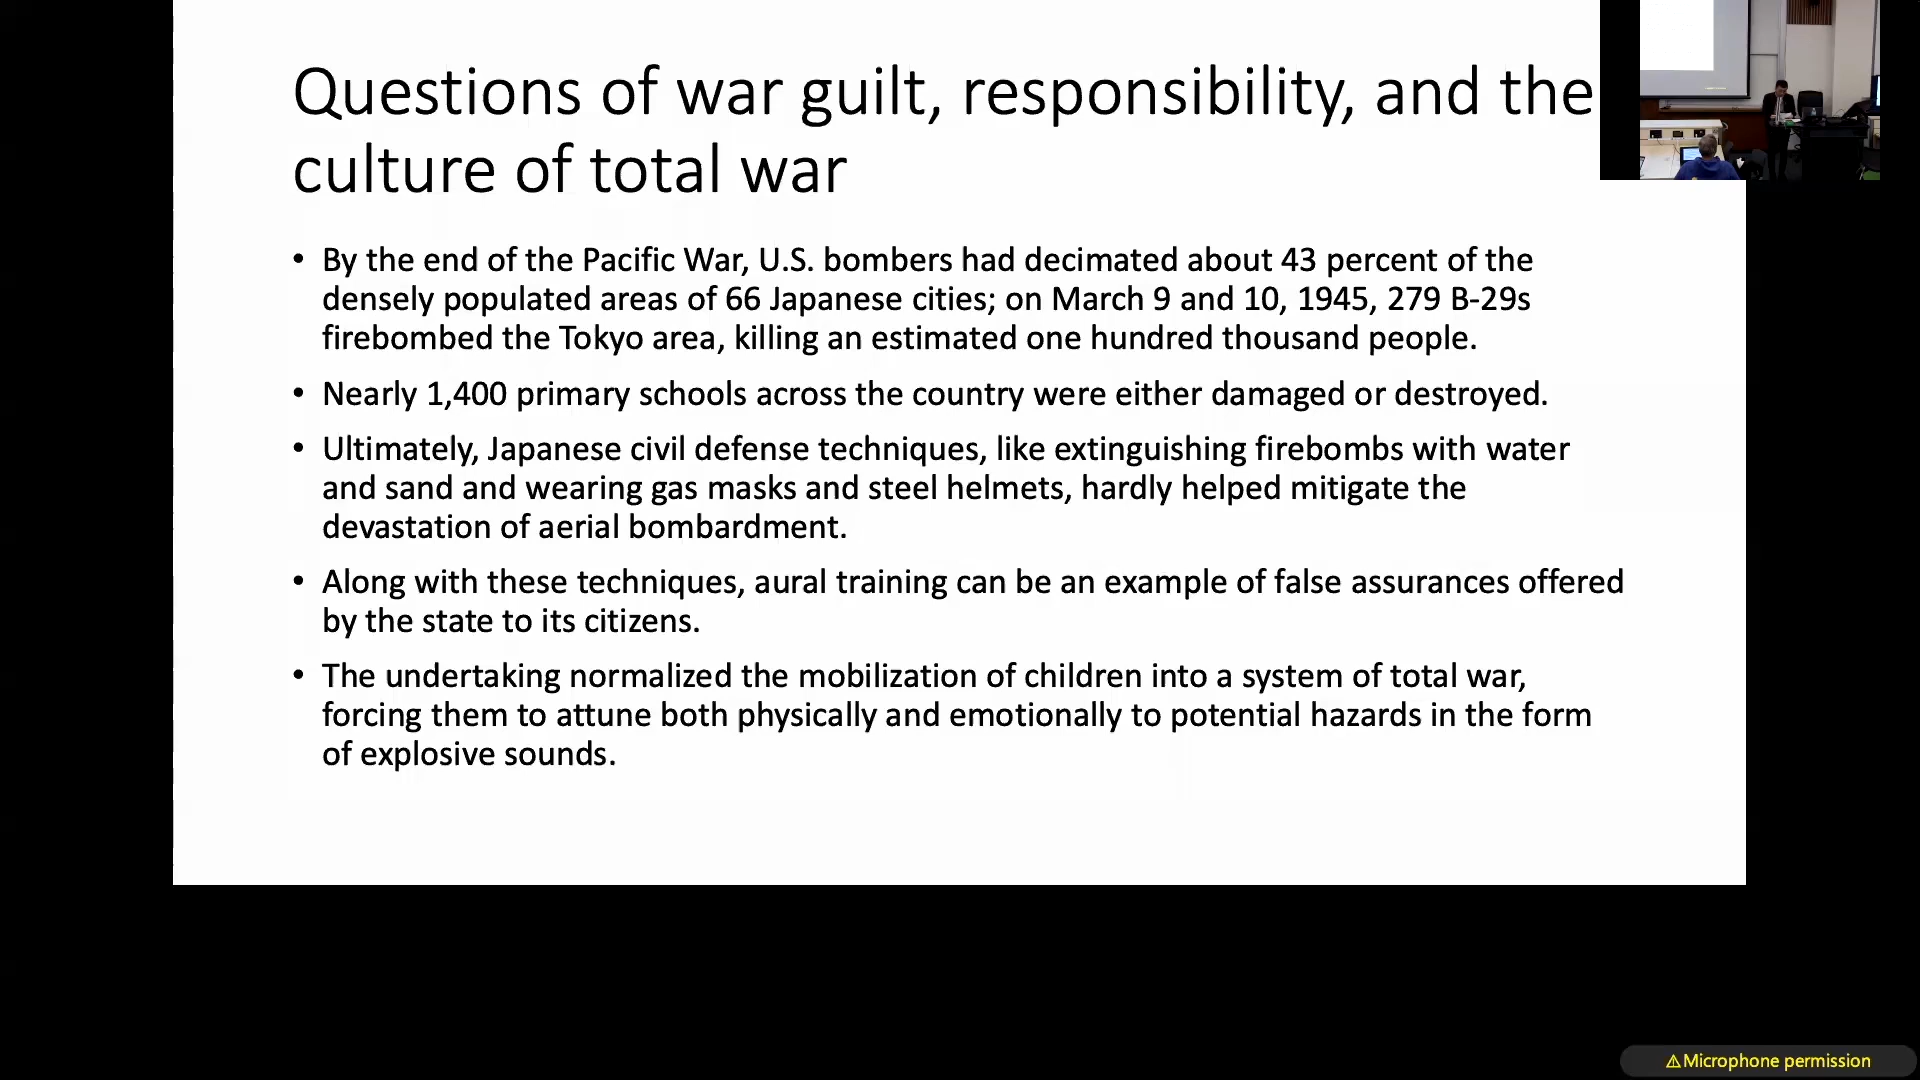 Questions of war guilt, responsibility, and the
culture of total war
• By the end of the Pacific War, U.S. bombers had decimated about 43 percent of the
densely populated areas of 66 Japanese cities; on March 9 and 10, 1945, 279 B-29s
firebombed the Tokyo area, killing an estimated one hundred thousand people.
• Nearly 1,400 primary schools across the country were either damaged or destroyed.
• Ultimately, Japanese civil defense techniques, like extinguishing firebombs with water
and sand and wearing gas masks and steel helmets, hardly helped mitigate the
devastation of aerial bombardment.
• Along with these techniques, aural training can be an example of false assurances offered
by the state to its citizens.
• The undertaking normalized the mobilization of children into a system of total war,
forcing them to attune both physically and emotionally to potential hazards in the form
of explosive sounds.
⚠Microphone permission